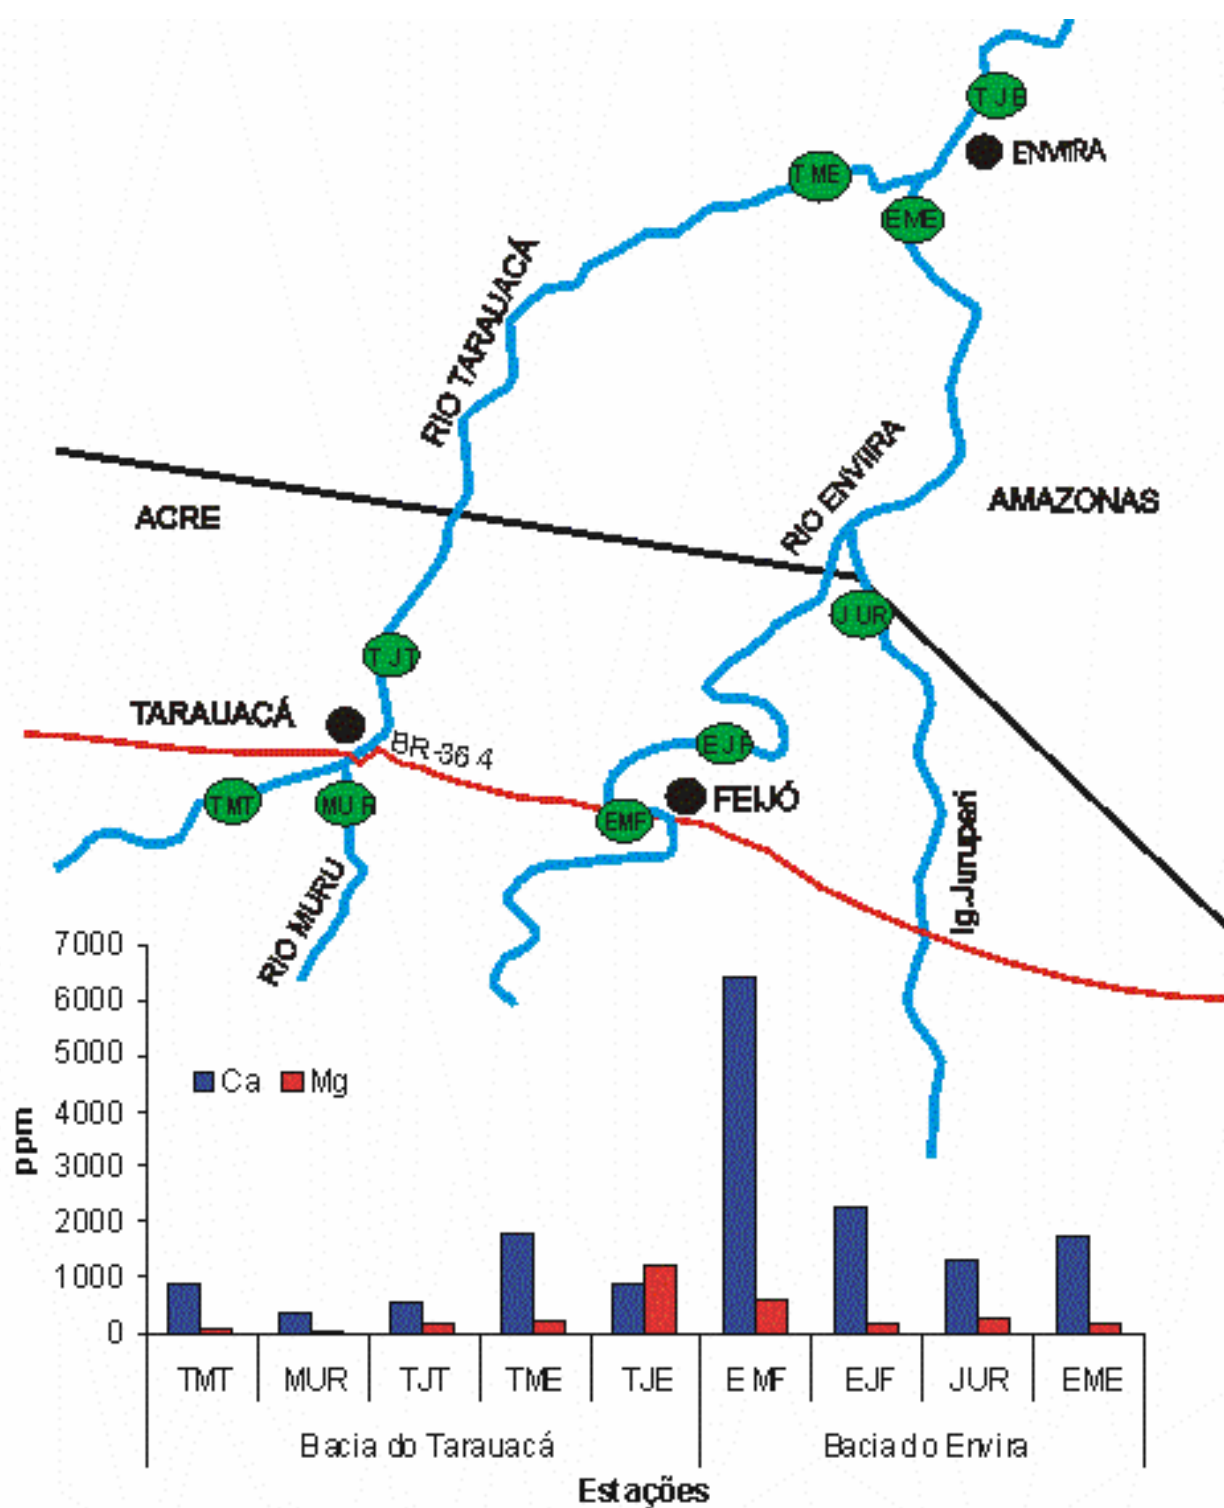 TJE
ENVIRA
TME
EME
RIO TARAUACÁ
RIO ENVIIRA
AMAZONAS
ACRE
JUR
TJT
TARAUACÁ
BR-364
EJF
TMT
MUR
FEIJÓ
EMF
RIO MURU
Ig.Jurupari
7000
6000
5000
4000
3000
2000
1000
0
ppm
Ca
Mg
TMT MUR TJT TME TJE EMF EJF JUR EME
Bacia do Tarauacá Bacia do Envira
Estações